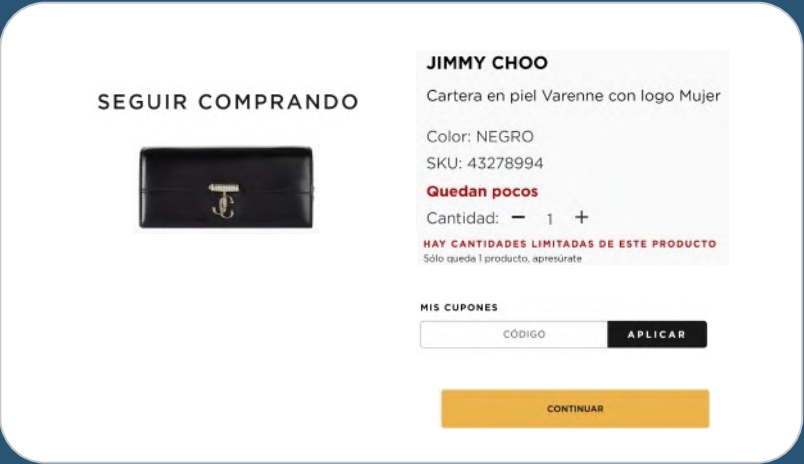 SEGUIR COMPRANDO
JIMMY CHOO
Cartera en piel Varenne con logo Mujer
Color: NEGRO
SKU: 43278994
Quedan pocos
Cantidad: − 1 +
HAY CANTIDADES LIMITADAS DE ESTE PRODUCTO
Sólo queda 1 producto, apresúrate
MIS CUPONES
CÓDIGO APLICAR
CONTINUAR